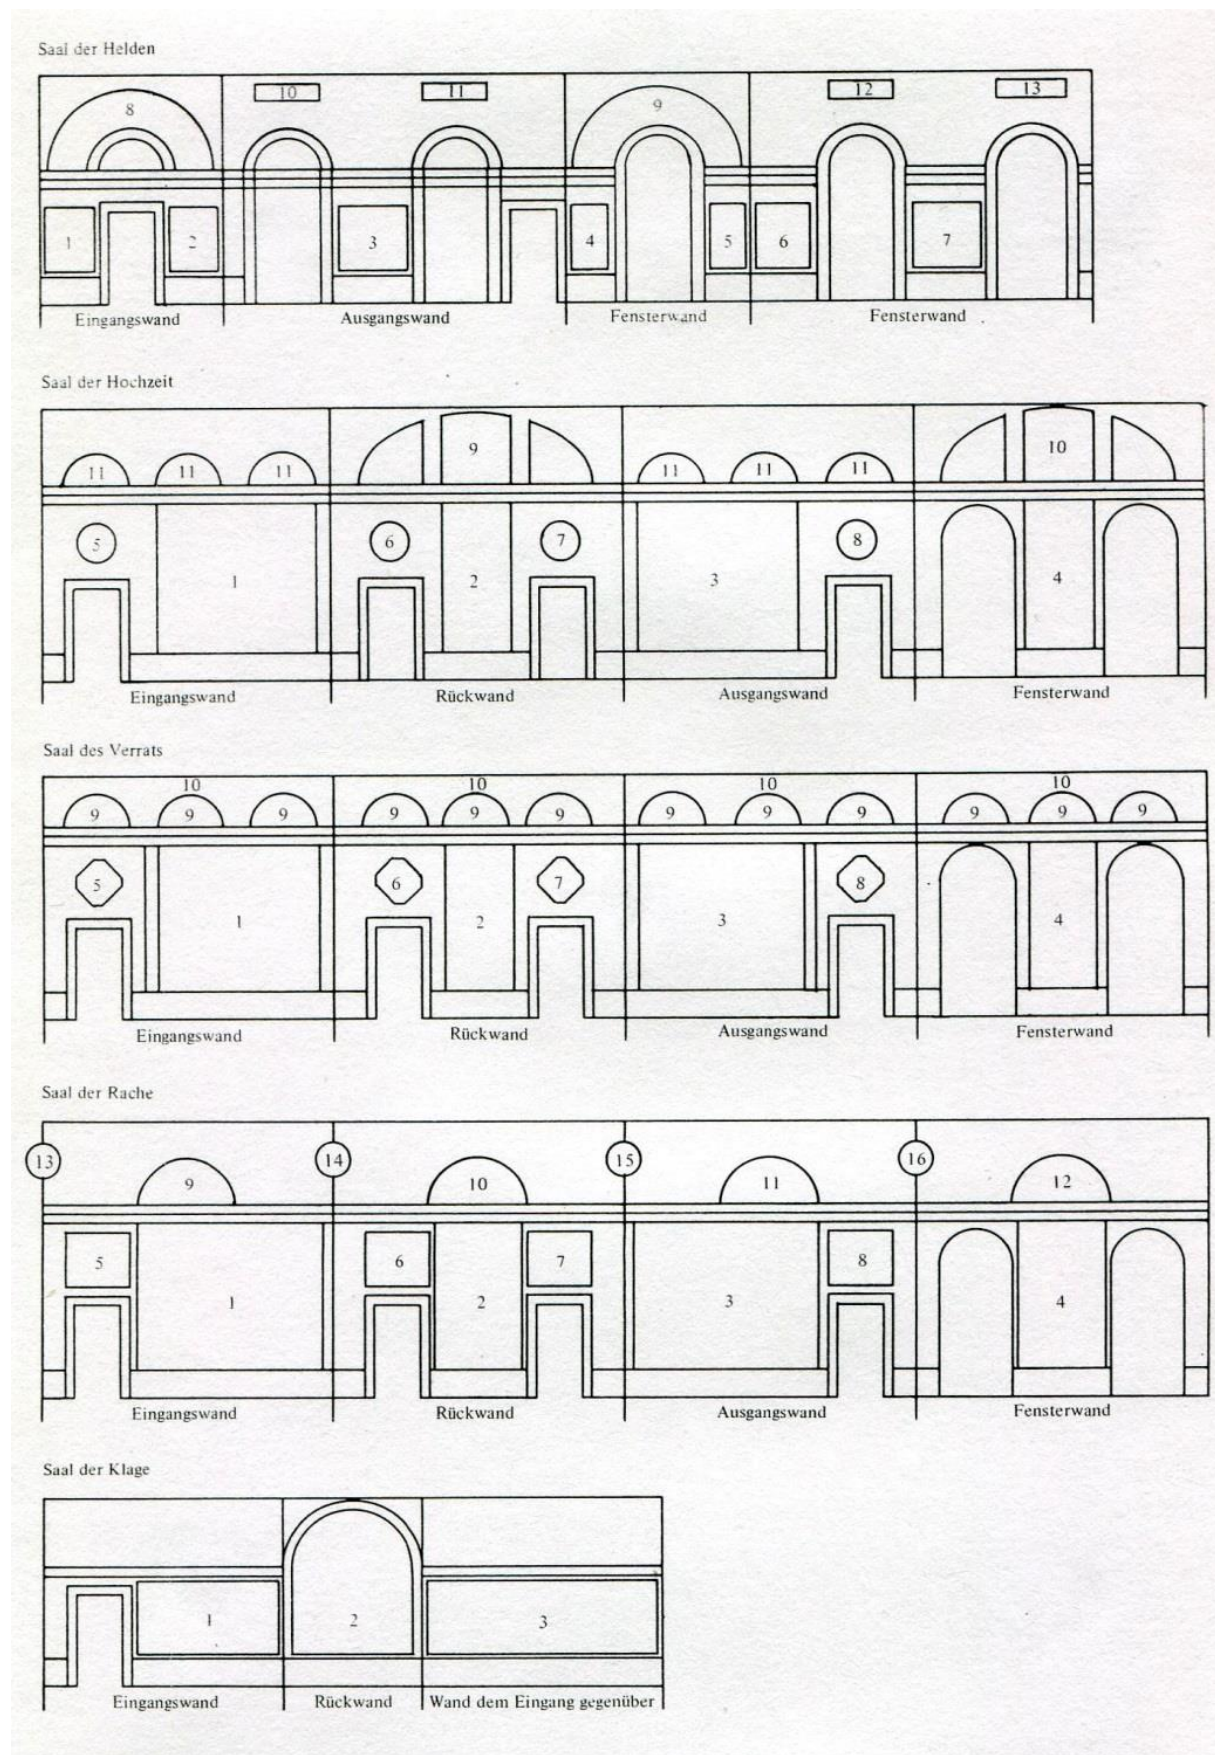 Saal der Helden
8 10 11 9 12 13
1 2 3 4 5 6 7
Eingangswand Ausgangswand Fensterwand Fensterwand
Saal der Hochzeit
9 10
11 11 11 11 11 11
5 6 7 8
1 2 3 4
Eingangswand Rückwand Ausgangswand Fensterwand
Saal des Verrats
10 10 10 10
9 9 9 9 9 9 9 9 9 9 9 9
5 6 7 8
1 2 3 4
Eingangswand Rückwand Ausgangswand Fensterwand
Saal der Rache
13 14 15 16
9 10 11 12
5 6 7 8
1 2 3 4
Eingangswand Rückwand Ausgangswand Fensterwand
Saal der Klage
1 2 3
Eingangswand Rückwand Wand dem Eingang gegenüber